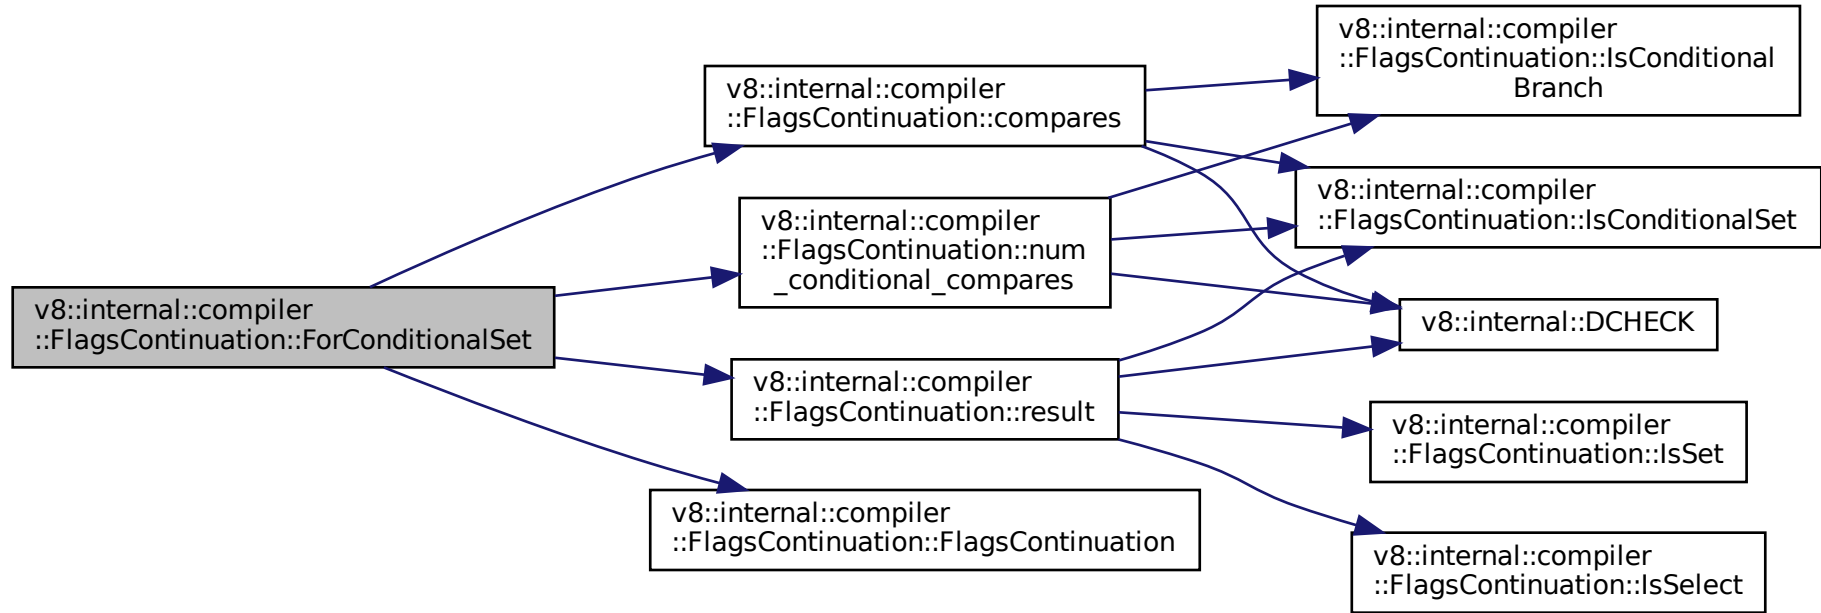 v8::internal::compiler
::FlagsContinuation::ForConditionalSet
v8::internal::compiler
::FlagsContinuation::compares
v8::internal::compiler
::FlagsContinuation::num
_conditional_compares
v8::internal::compiler
::FlagsContinuation::result
v8::internal::compiler
::FlagsContinuation::FlagsContinuation
v8::internal::compiler
::FlagsContinuation::IsConditional
Branch
v8::internal::compiler
::FlagsContinuation::IsConditionalSet
v8::internal::DCHECK
v8::internal::compiler
::FlagsContinuation::IsSet
v8::internal::compiler
::FlagsContinuation::IsSelect